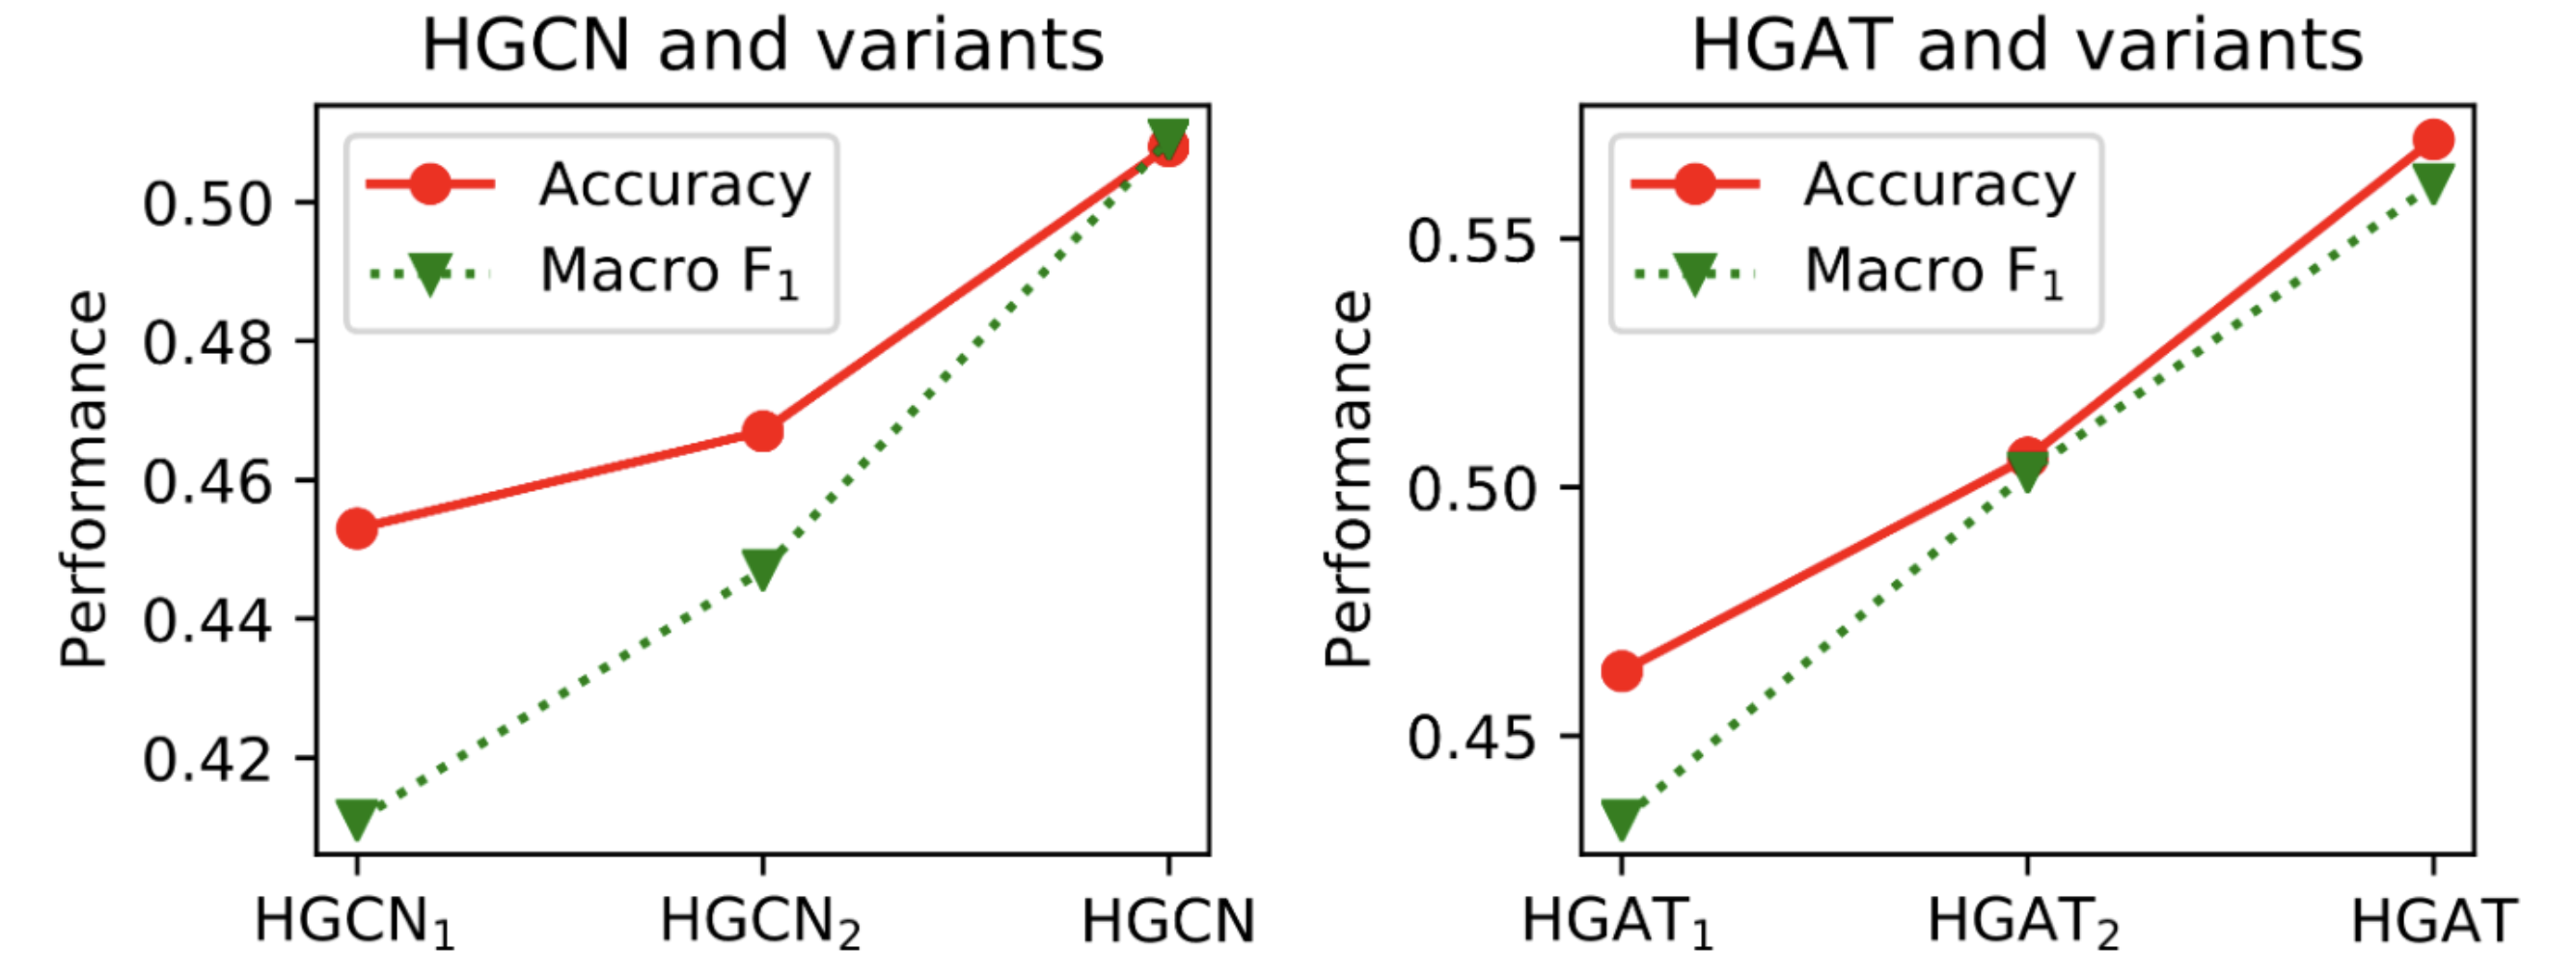 HGCN and variants
Performance
0.50
0.48
0.46
0.44
0.42
Accuracy
Macro F₁
HGCN₁
HGCN₂
HGCN
HGAT and variants
Performance
0.55
0.50
0.45
Accuracy
Macro F₁
HGAT₁
HGAT₂
HGAT